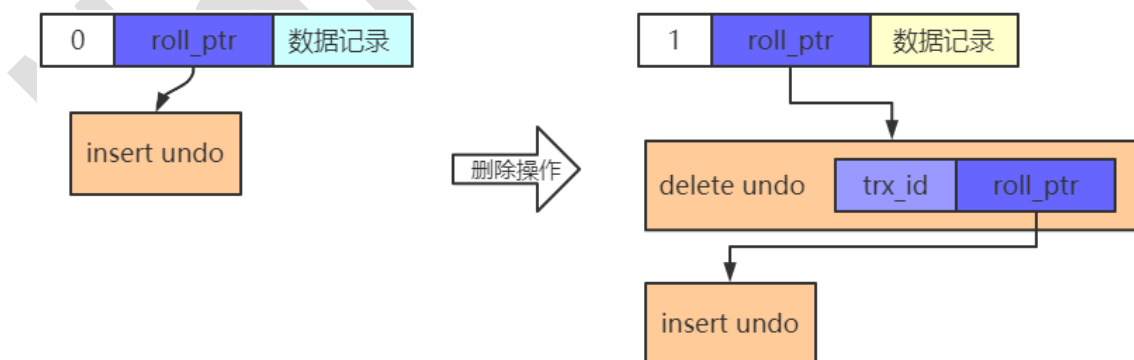 0 roll_ptr 数据记录
insert undo
删除操作
1 roll_ptr 数据记录
delete undo trx_id roll_ptr
insert undo